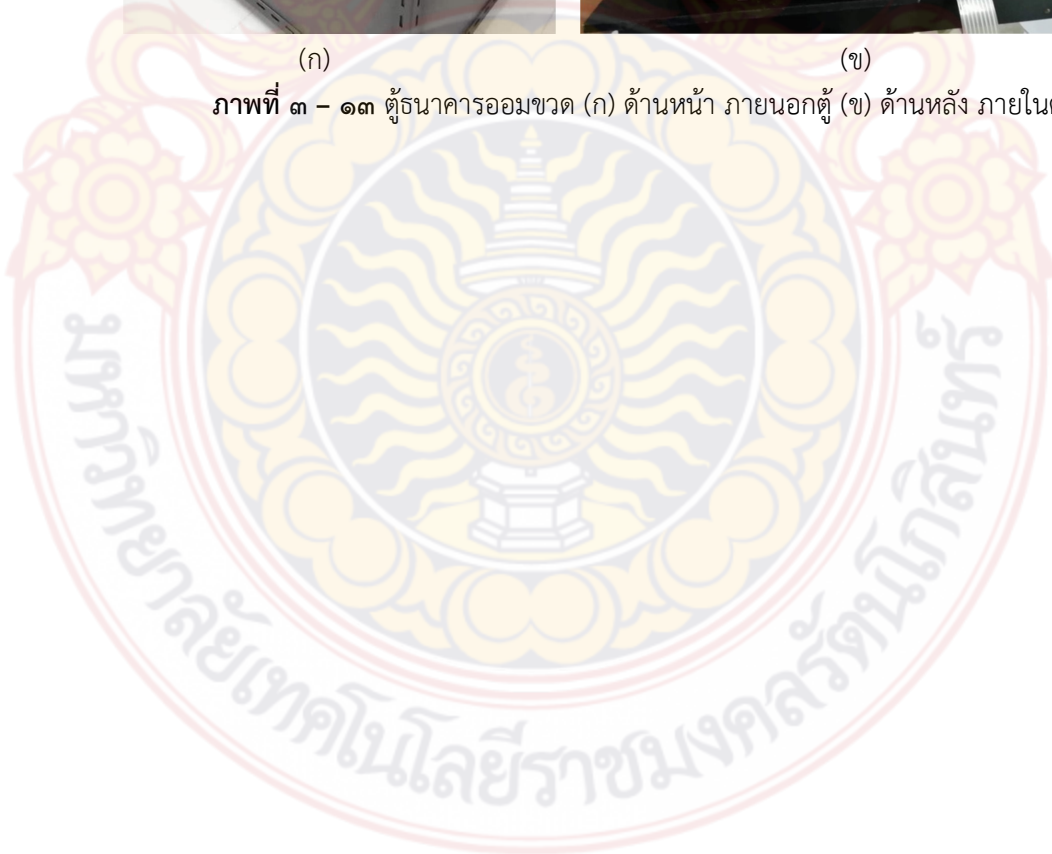 (ก) (ข)
ภาพที่ ๓ – ๑๓ ตู้ธนาคารออมขวด (ก) ด้านหน้า ภายนอกตู้ (ข) ด้านหลัง ภายใน
มหาวิทยาลัยเทคโนโลยีราชมงคลรัตนโกสินทร์